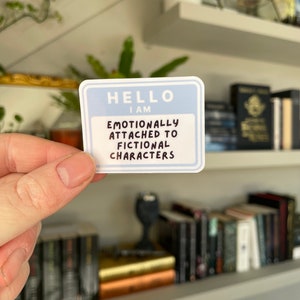 HELLO
I AM
EMOTIONALLY
ATTACHED TO
FICTIONAL
CHARACTERS